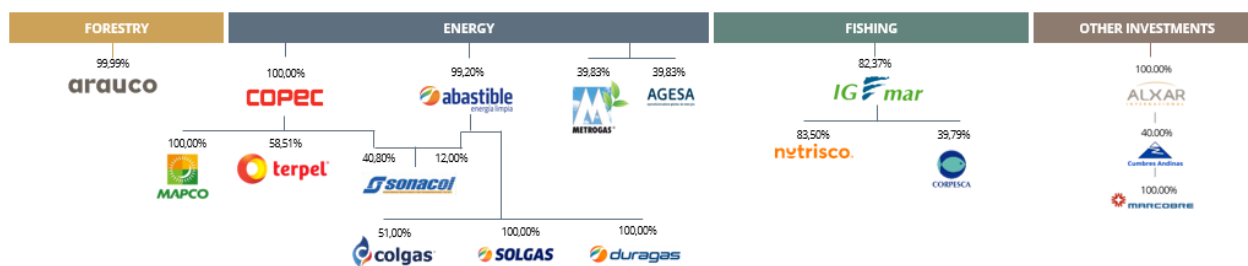 FORESTRY
ENERGY
FISHING
OTHER INVESTMENTS
99,99%
arauco
100,00%
COPEC
99,20%
abastible
energía limpia
39,83%
METROGAS
39,83%
AGESA
82,37%
IG mar
100.00%
ALXAR
INTERNACIONAL
100,00%
MAPCO
58,51%
terpel
40,80%
12,00%
sonacol
83,50%
nutrisco
39,79%
CORPESCA
40.00%
Cumbres Andinas
100.00%
MARCOBRE
51,00%
colgas
100,00%
SOLGAS
100,00%
duragas